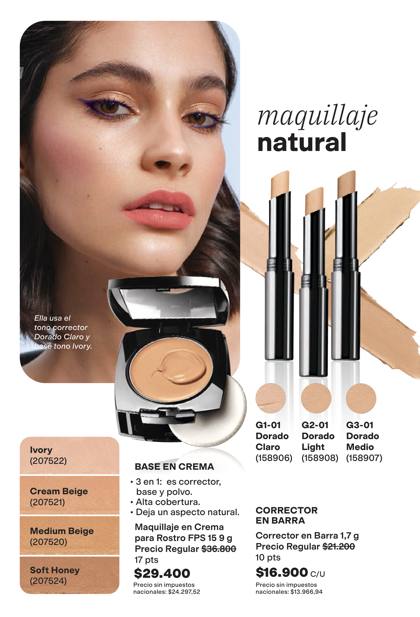 maquillaje
natural
Ella usa el
tono corrector
Dorado Claro y
base tono Ivory.
G1-01
Dorado
Claro
(158906)
G2-01
Dorado
Light
(158908)
G3-01
Dorado
Medio
(158907)
Ivory
(207522)
Cream Beige
(207521)
Medium Beige
(207520)
Soft Honey
(207524)
BASE EN CREMA
• 3 en 1: es corrector,
base y polvo.
• Alta cobertura.
• Deja un aspecto natural.
Maquillaje en Crema
para Rostro FPS 15 9 g
Precio Regular $36.800
17 pts
$29.400
Precio sin impuestos
nacionales: $24.297,52
CORRECTOR
EN BARRA
Corrector en Barra 1,7 g
Precio Regular $21.200
10 pts
$16.900 C/U
Precio sin impuestos
nacionales: $13.966,94